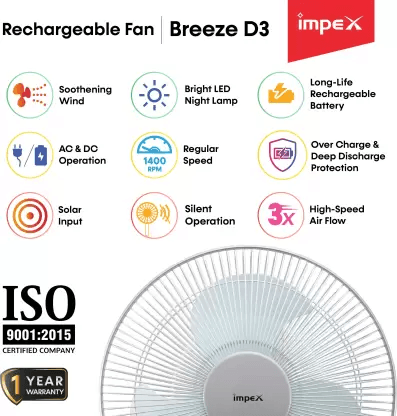 Rechargeable Fan | Breeze D3
impex
Soothening
Wind
Bright LED
Night Lamp
Long-Life
Rechargeable
Battery
AC & DC
Operation
1400
RPM
Regular
Speed
Over Charge &
Deep Discharge
Protection
Solar
Input
Silent
Operation
3X
High-Speed
Air Flow
ISO
9001:2015
CERTIFIED COMPANY
1 YEAR
WARRANTY
impex